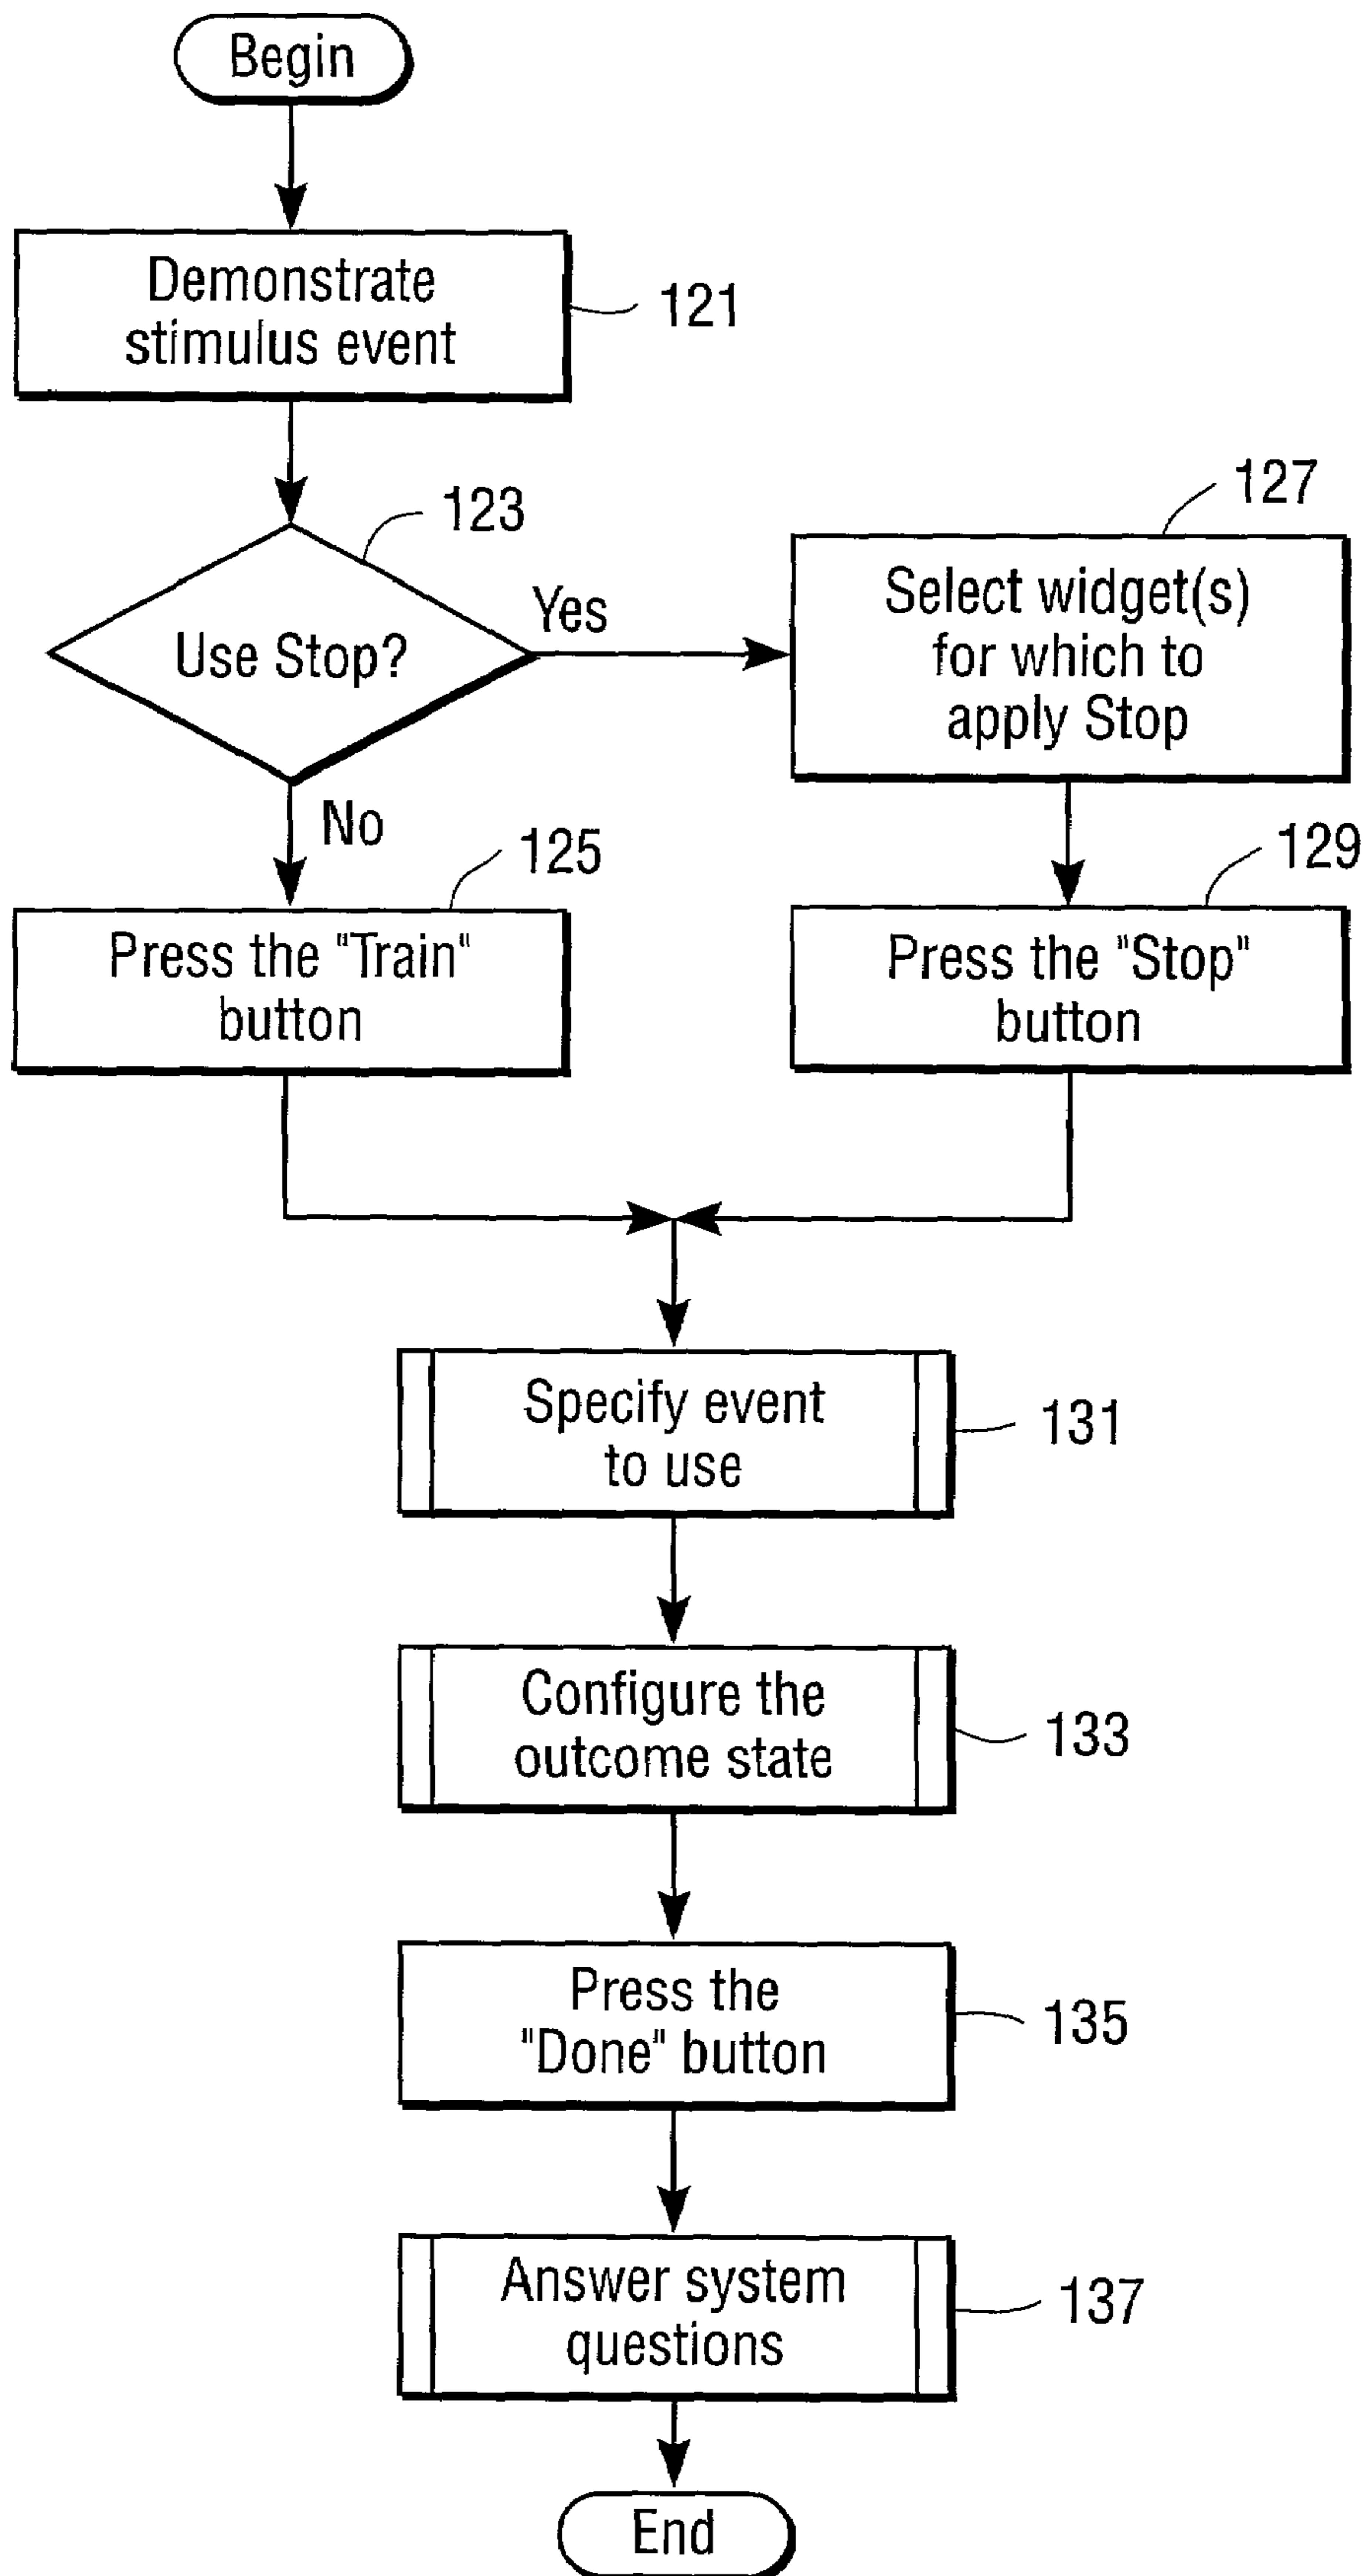 Begin
Demonstrate
stimulus event
121
123
Use Stop?
Yes
No
127
Select widget(s)
for which to
apply Stop
125
Press the "Train"
button
129
Press the "Stop"
button
Specify event
to use
131
Configure the
outcome state
133
Press the
"Done" button
135
Answer system
questions
137
End